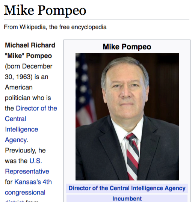 Mike Pompeo
From Wikipedia, the free encyclopedia
Michael Richard
"Mike" Pompeo
(born December
30, 1963) is an
American
politician who is
the Director of the
Central
Intelligence
Agency.
Previously, he
was the U.S.
Representative
for Kansas's 4th
congressional
Mike Pompeo
Director of the Central Intelligence Agency
Incumbent